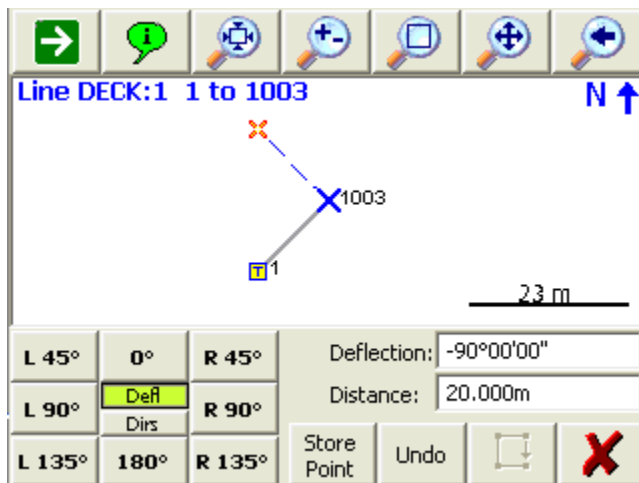 Line DECK:1 1 to 1003
N
1003
T 1
23 m
L 45° 0° R 45° Deflection: -90°00'00"
L 90° Defl R 90° Distance: 20.000m
Dirs
L 135° 180° R 135° Store Point Undo